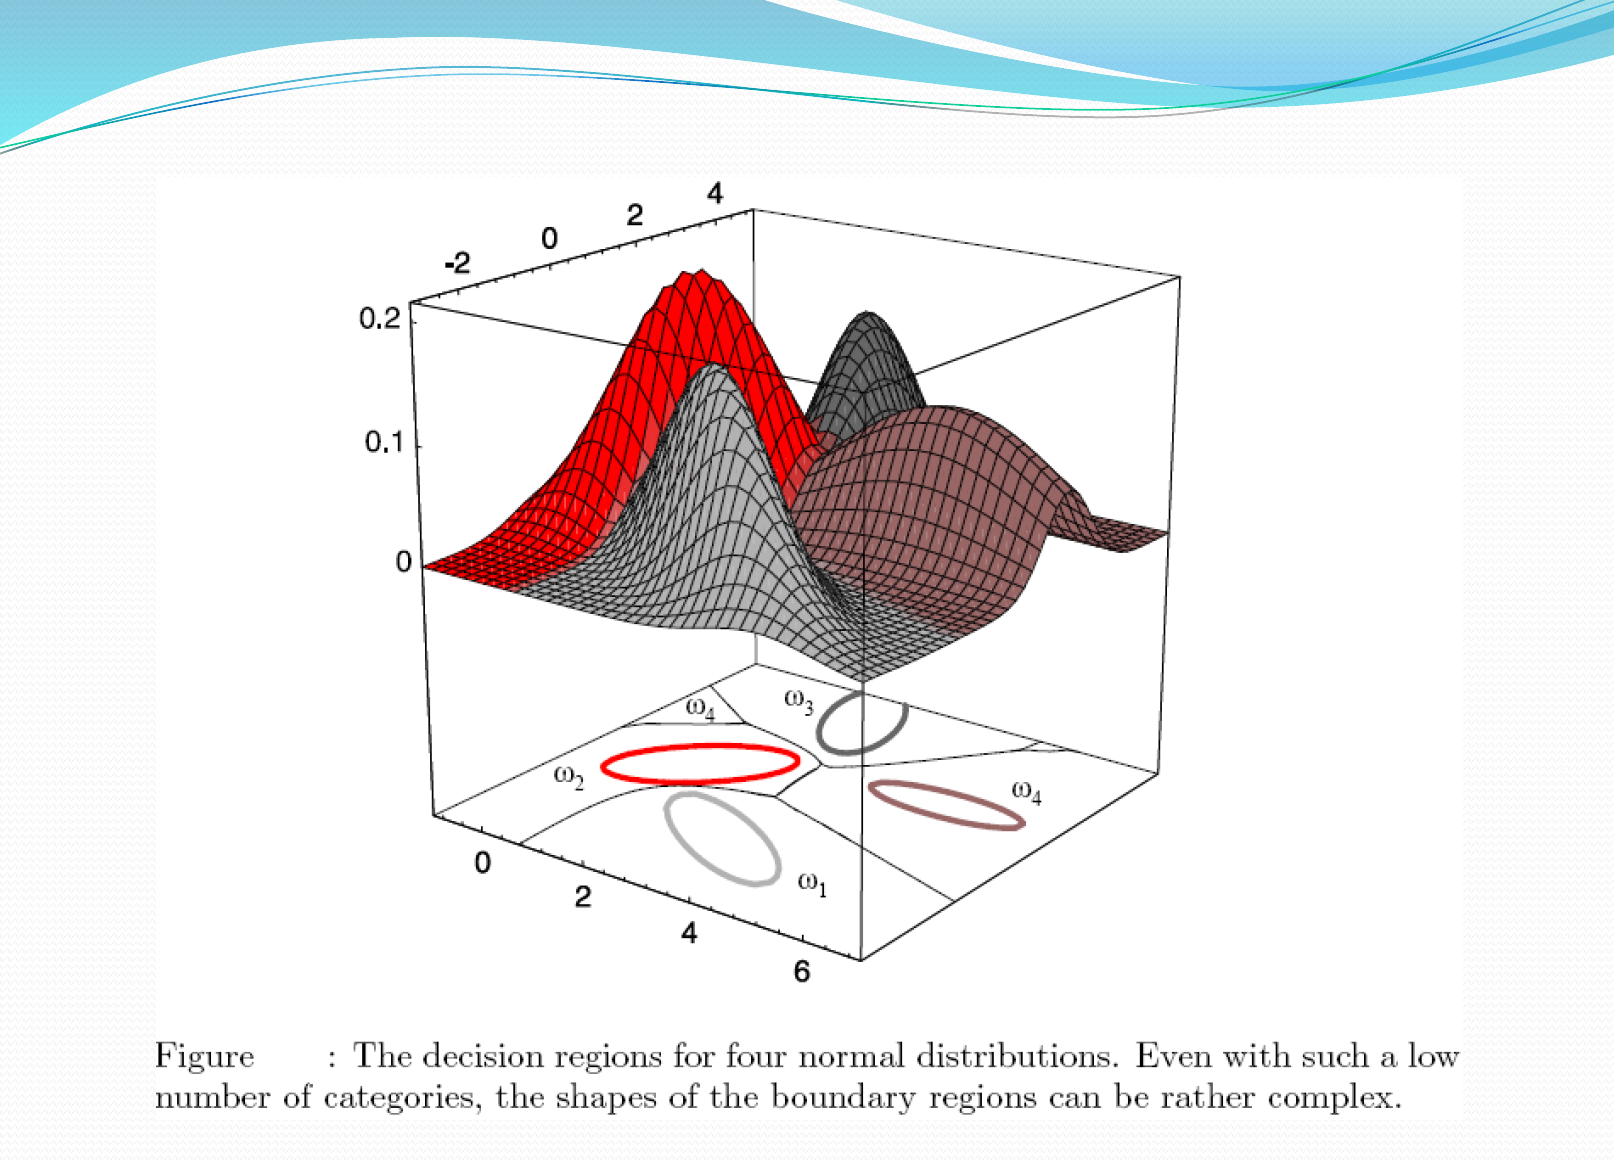 4
2
0
-2
0.2
0.1
0
ω4
ω3
ω2
ω4
ω1
0
2
4
6
Figure : The decision regions for four normal distributions. Even with such a low
number of categories, the shapes of the boundary regions can be rather complex.